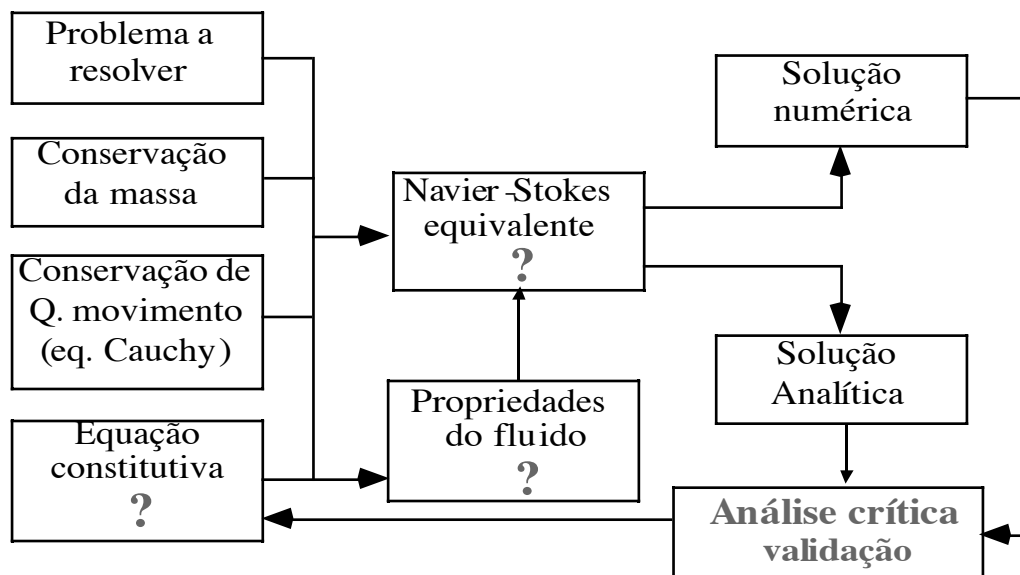 Problema a
resolver
Conservação
da massa
Conservação de
Q. movimento
(eq. Cauchy)
Equação
constitutiva
?
Navier-Stokes
equivalente
?
Propriedades
do fluido
?
Solução
numérica
Solução
Analítica
Análise crítica
validação